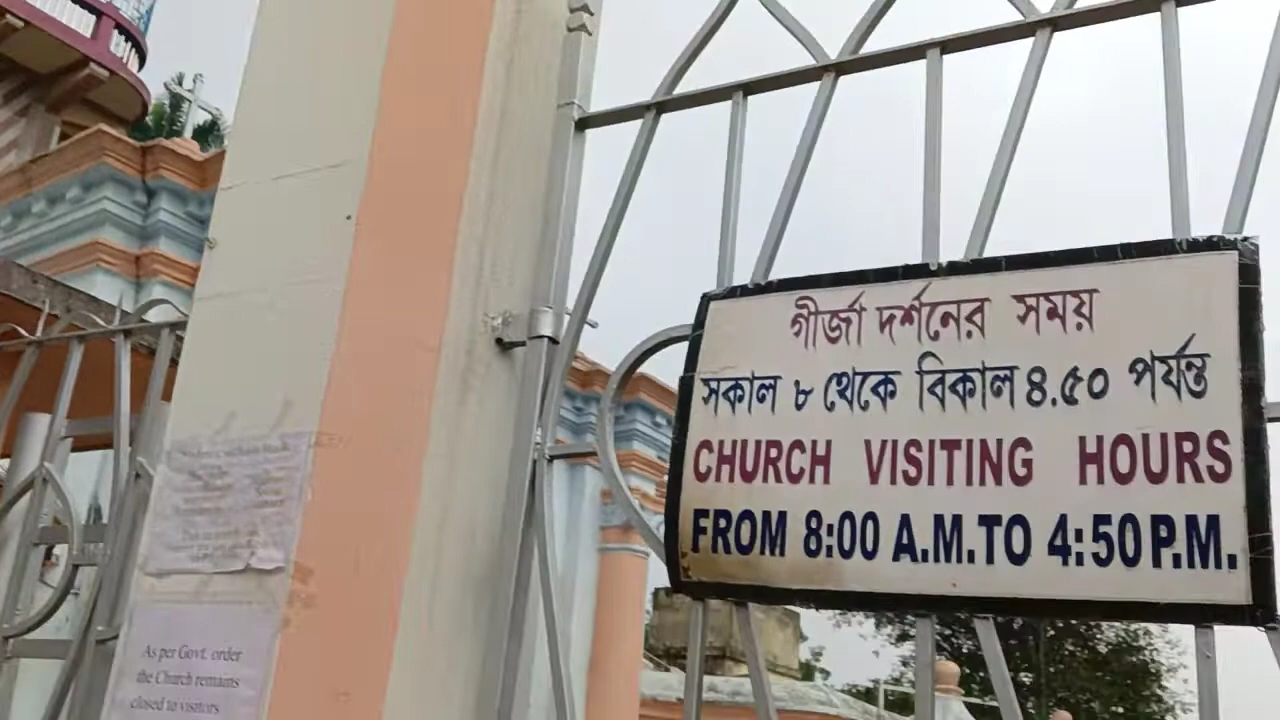 গীর্জা দর্শনের সময়
সকাল ৮ থেকে বিকাল ৪.৫০ পর্যন্ত
CHURCH VISITING HOURS
FROM 8:00 A.M. TO 4:50 P.M.
As per Govt. order
the Church remains
closed to visitors